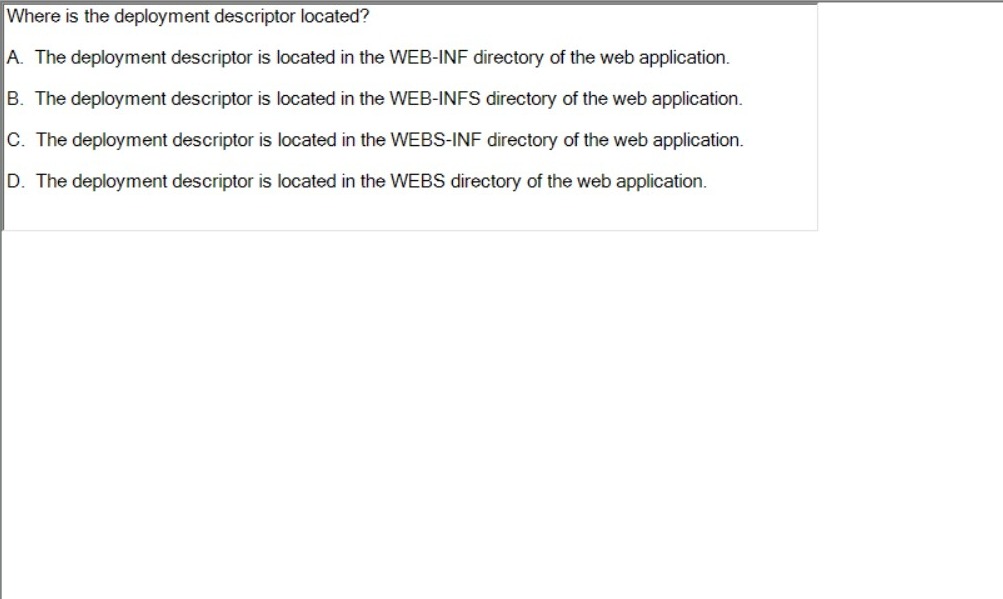 Where is the deployment descriptor located?
A. The deployment descriptor is located in the WEB-INF directory of the web application.
B. The deployment descriptor is located in the WEB-INFS directory of the web application.
C. The deployment descriptor is located in the WEBS-INF directory of the web application.
D. The deployment descriptor is located in the WEBS directory of the web application.